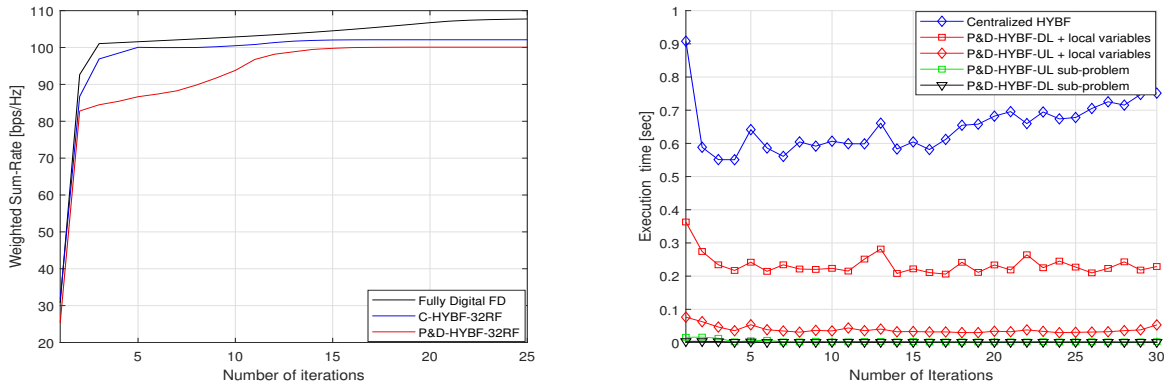 110
100
90
80
70
60
50
40
30
20
5
10
15
20
25
Weighted Sum-Rate [bps/Hz]
Number of iterations
Fully Digital FD
C-HYBF-32RF
P&D-HYBF-32RF
1
0.9
0.8
0.7
0.6
0.5
0.4
0.3
0.2
0.1
0
5
10
15
20
25
30
Execution time [sec]
Number of Iterations
Centralized HYBF
P&D-HYBF-DL + local variables
P&D-HYBF-UL + local variables
P&D-HYBF-UL sub-problem
P&D-HYBF-DL sub-problem